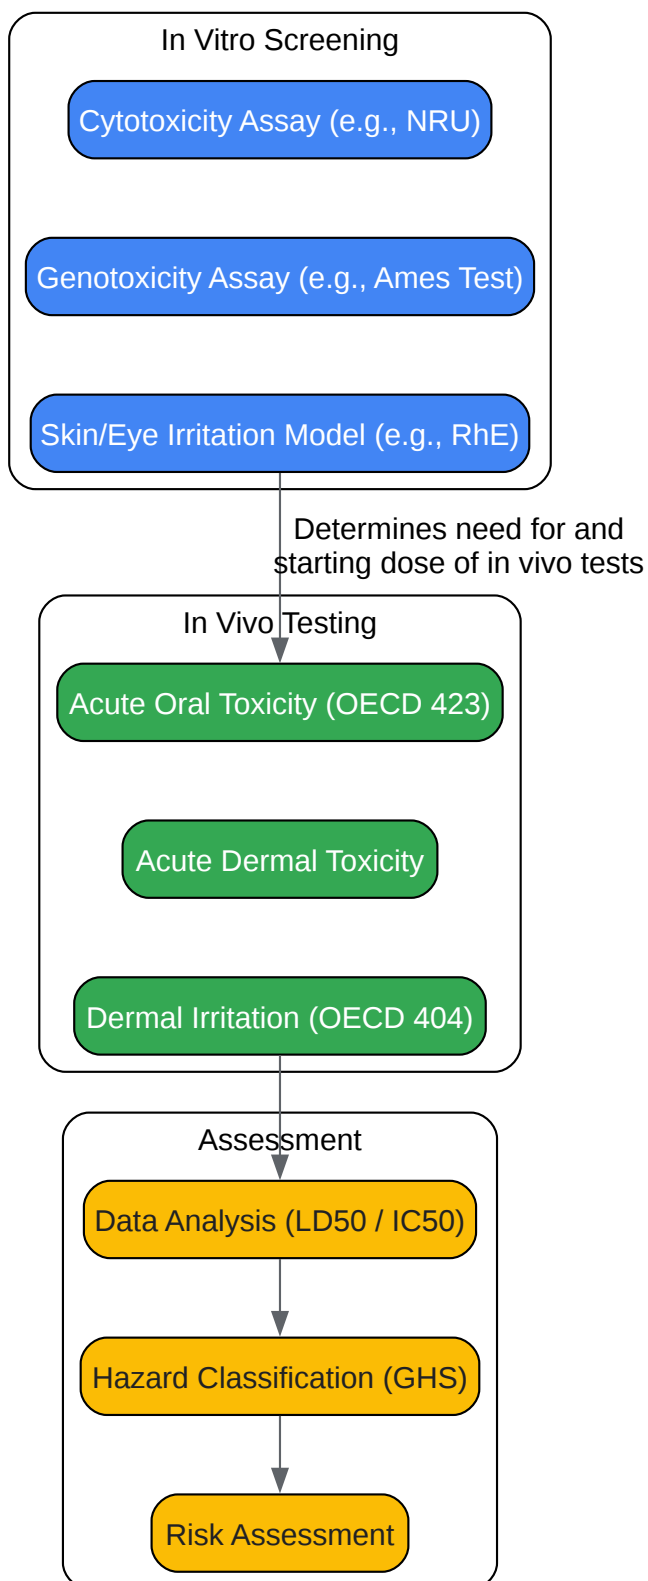 In Vitro Screening
Cytotoxicity Assay (e.g., NRU)
Genotoxicity Assay (e.g., Ames Test)
Skin/Eye Irritation Model (e.g., RhE)
Determines need for and
starting dose of in vivo tests
In Vivo Testing
Acute Oral Toxicity (OECD 423)
Acute Dermal Toxicity
Dermal Irritation (OECD 404)
Assessment
Data Analysis (LD50 / IC50)
Hazard Classification (GHS)
Risk Assessment